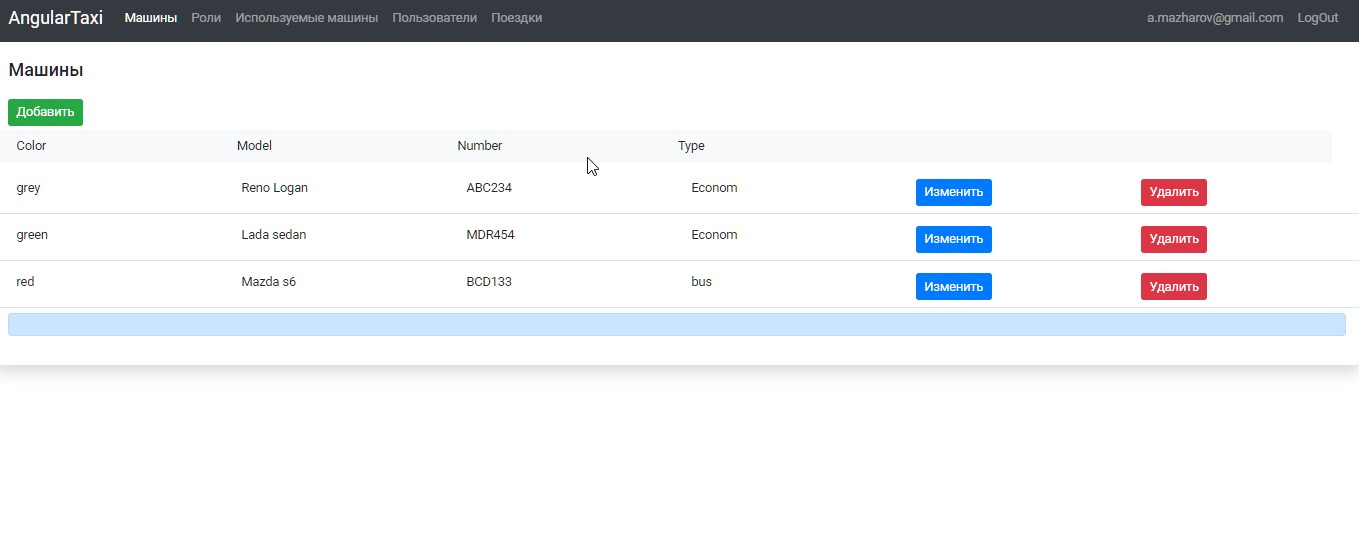 AngularTaxi Машины Роли Используемые машины Пользователи Поездки a.mazharov@gmail.com LogOut
Машины
Добавить
Color Model Number Type
grey Reno Logan ABC234 Econom Изменить Удалить
green Lada sedan MDR454 Econom Изменить Удалить
red Mazda s6 BCD133 bus Изменить Удалить